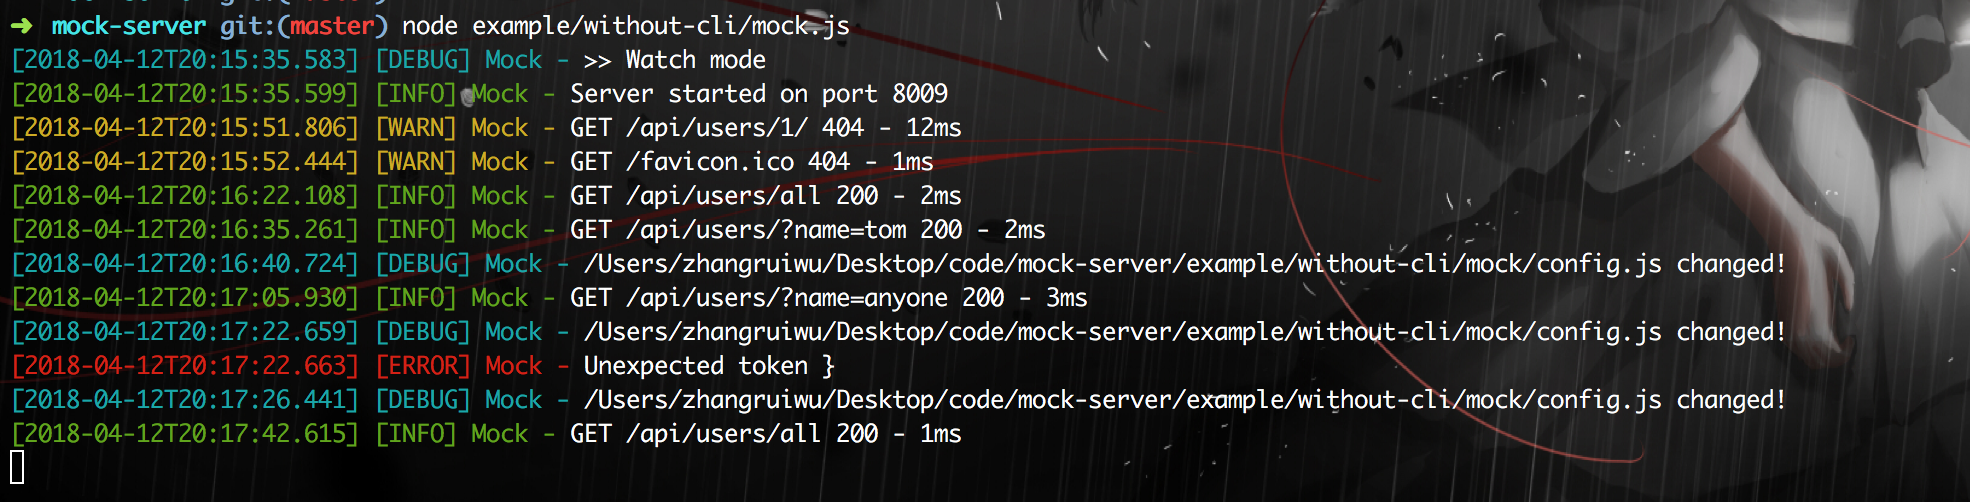 ➜  mock-server git:(master) node example/without-cli/mock.js
[2018-04-12T20:15:35.583] [DEBUG] Mock - >> Watch mode
[2018-04-12T20:15:35.599] [INFO] Mock - Server started on port 8009
[2018-04-12T20:15:51.806] [WARN] Mock - GET /api/users/1/ 404 - 12ms
[2018-04-12T20:15:52.444] [WARN] Mock - GET /favicon.ico 404 - 1ms
[2018-04-12T20:16:22.108] [INFO] Mock - GET /api/users/all 200 - 2ms
[2018-04-12T20:16:35.261] [INFO] Mock - GET /api/users/?name=tom 200 - 2ms
[2018-04-12T20:16:40.724] [DEBUG] Mock - /Users/zhangruiwu/Desktop/code/mock-server/example/without-cli/mock/config.js changed!
[2018-04-12T20:17:05.930] [INFO] Mock - GET /api/users/?name=anyone 200 - 3ms
[2018-04-12T20:17:22.659] [DEBUG] Mock - /Users/zhangruiwu/Desktop/code/mock-server/example/without-cli/mock/config.js changed!
[2018-04-12T20:17:22.663] [ERROR] Mock - Unexpected token }
[2018-04-12T20:17:26.441] [DEBUG] Mock - /Users/zhangruiwu/Desktop/code/mock-server/example/without-cli/mock/config.js changed!
[2018-04-12T20:17:42.615] [INFO] Mock - GET /api/users/all 200 - 1ms